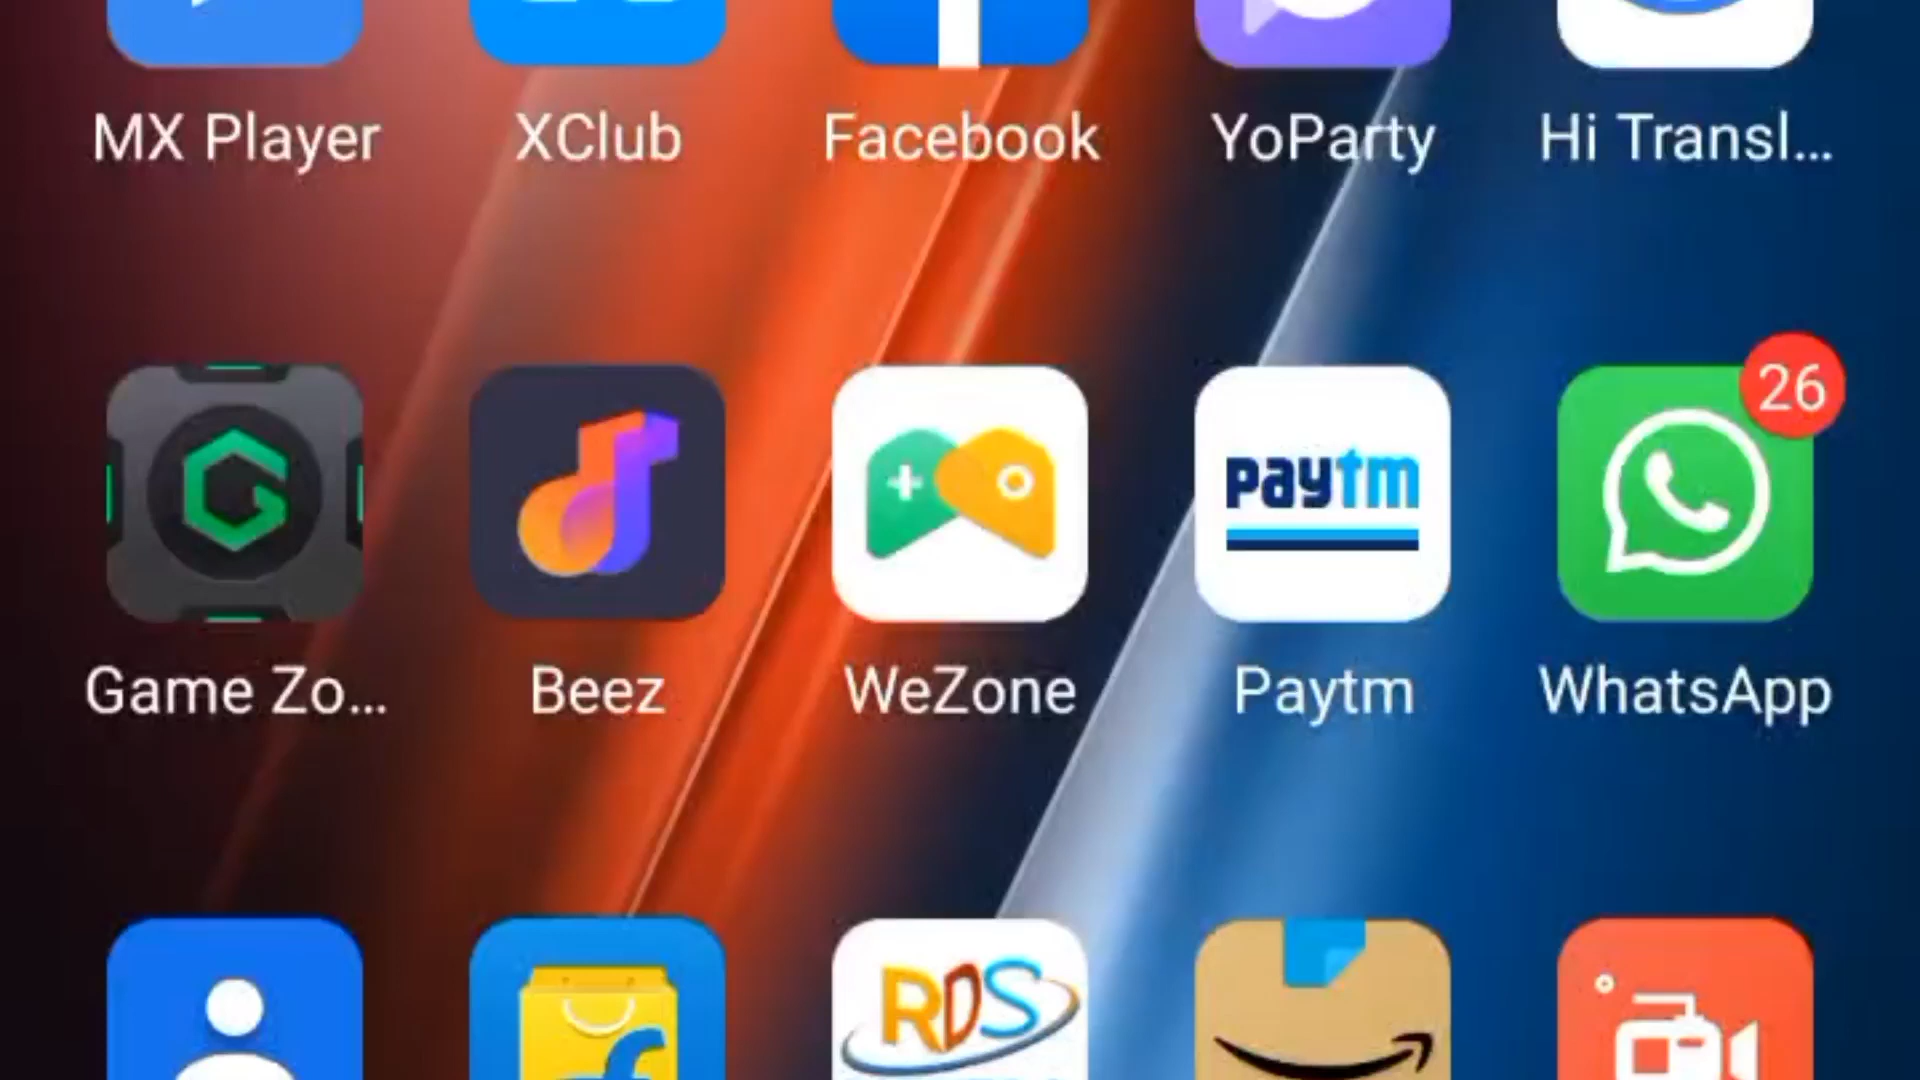 MX Player XClub Facebook YoParty Hi Transl...
26
paytm
Game Zo... Beez WeZone Paytm WhatsApp
RDS